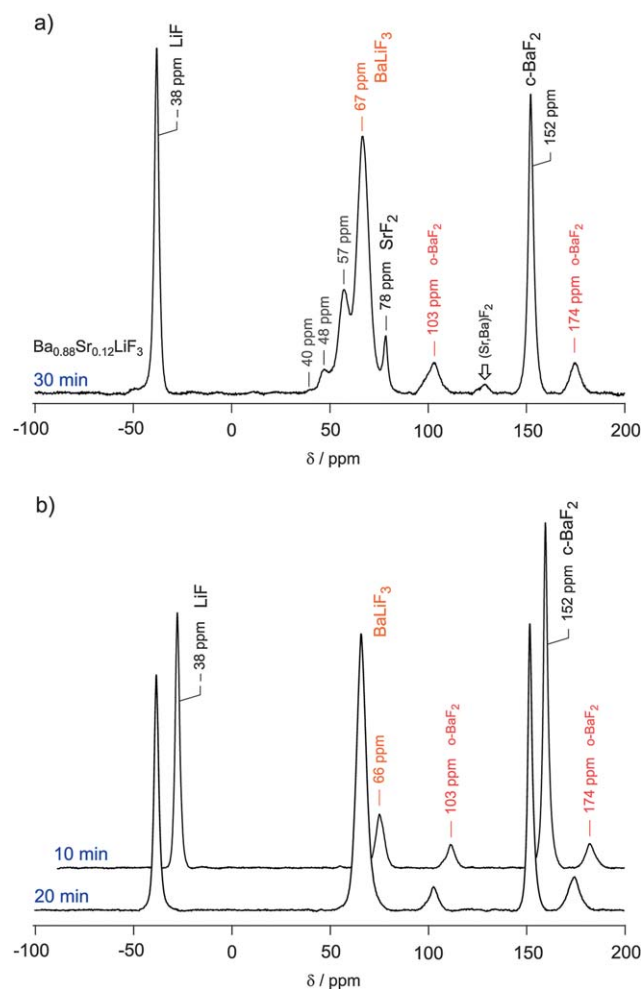 a)
– 38 ppm LiF
40 ppm
48 ppm
57 ppm
67 ppm BaLiF₃
78 ppm SrF₂
103 ppm o-BaF₂
(Sr,Ba)F₂
c-BaF₂
152 ppm
174 ppm o-BaF₂
Ba₀.₈₈Sr₀.₁₂LiF₃
30 min
-100 -50 0 50 100 150 200
δ / ppm
b)
– 38 ppm LiF
BaLiF₃
66 ppm
103 ppm o-BaF₂
152 ppm c-BaF₂
174 ppm o-BaF₂
10 min
20 min
-100 -50 0 50 100 150 200
δ / ppm